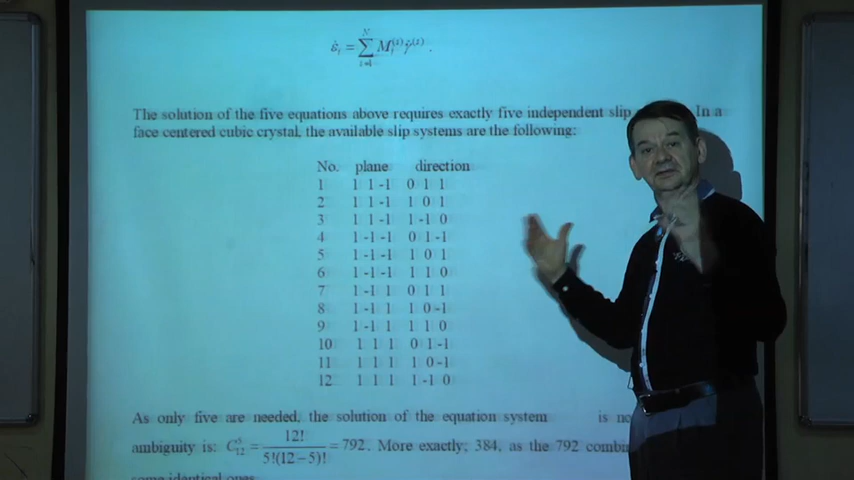 ε̇ᵢ = Σ Mᵢ⁽ˢ⁾ γ̇⁽ˢ⁾ .
The solution of the five equations above requires exactly five independent slip In a
face centered cubic crystal, the available slip systems are the following:
No. plane direction
1 1 1 -1 0 1 1
2 1 1 -1 1 0 1
3 1 1 -1 1 -1 0
4 1 -1 -1 0 1 -1
5 1 -1 -1 1 0 1
6 1 -1 -1 1 1 0
7 1 -1 1 0 1 1
8 1 -1 1 1 0 -1
9 1 -1 1 1 1 0
10 1 1 1 0 1 -1
11 1 1 1 1 0 -1
12 1 1 1 1 -1 0
As only five are needed, the solution of the equation system is
ambiguity is: C⁵₁₂ = 12! / 5!(12-5)! = 792. More exactly; 384, as the 792
some identical ones